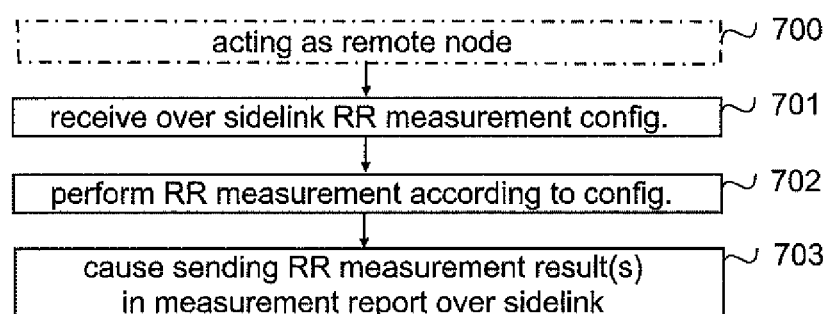 acting as remote node
700
receive over sidelink RR measurement config.
701
perform RR measurement according to config.
702
cause sending RR measurement result(s)
in measurement report over sidelink
703